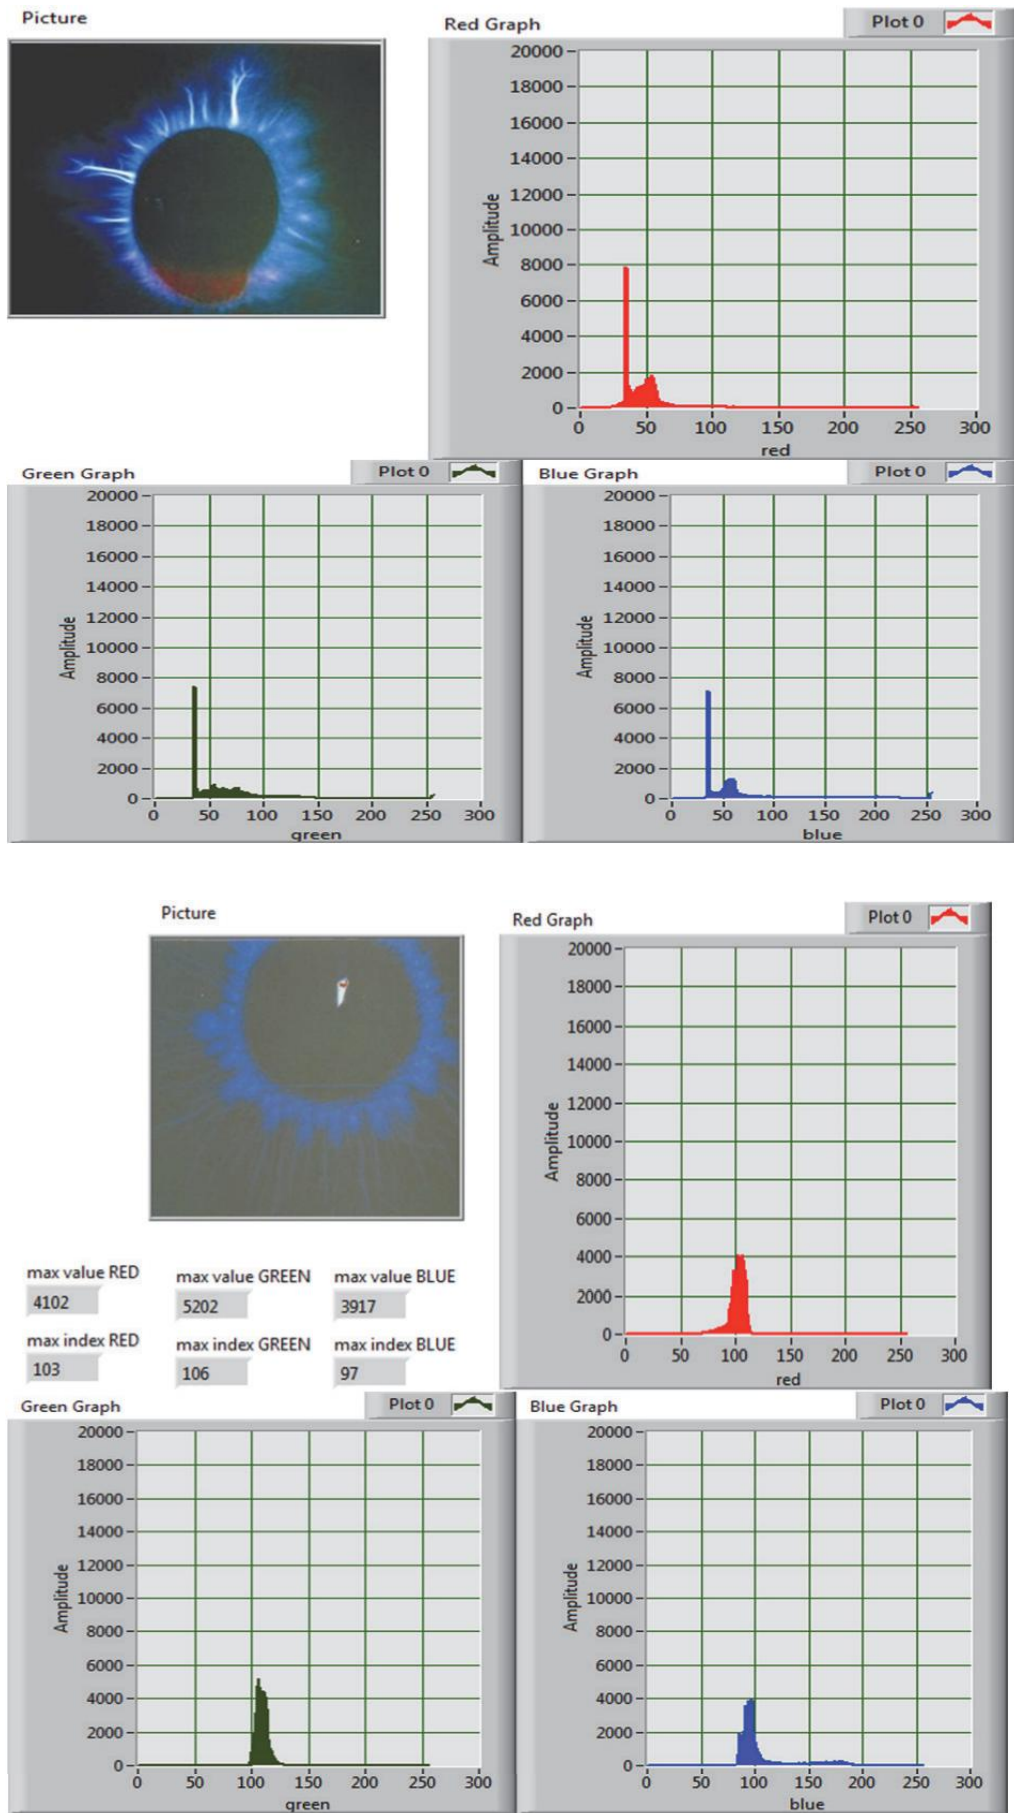 Picture
Red Graph
Plot 0
20000
18000
16000
14000
12000
10000
8000
6000
4000
2000
0
Amplitude
0 50 100 150 200 250 300
red
Green Graph
Plot 0
20000
18000
16000
14000
12000
10000
8000
6000
4000
2000
0
Amplitude
0 50 100 150 200 250 300
green
Blue Graph
Plot 0
20000
18000
16000
14000
12000
10000
8000
6000
4000
2000
0
Amplitude
0 50 100 150 200 250 300
blue
Picture
Red Graph
Plot 0
20000
18000
16000
14000
12000
10000
8000
6000
4000
2000
0
Amplitude
0 50 100 150 200 250 300
red
max value RED
4102
max value GREEN
5202
max value BLUE
3917
max index RED
103
max index GREEN
106
max index BLUE
97
Green Graph
Plot 0
20000
18000
16000
14000
12000
10000
8000
6000
4000
2000
0
Amplitude
0 50 100 150 200 250 300
green
Blue Graph
Plot 0
20000
18000
16000
14000
12000
10000
8000
6000
4000
2000
0
Amplitude
0 50 100 150 200 250 300
blue